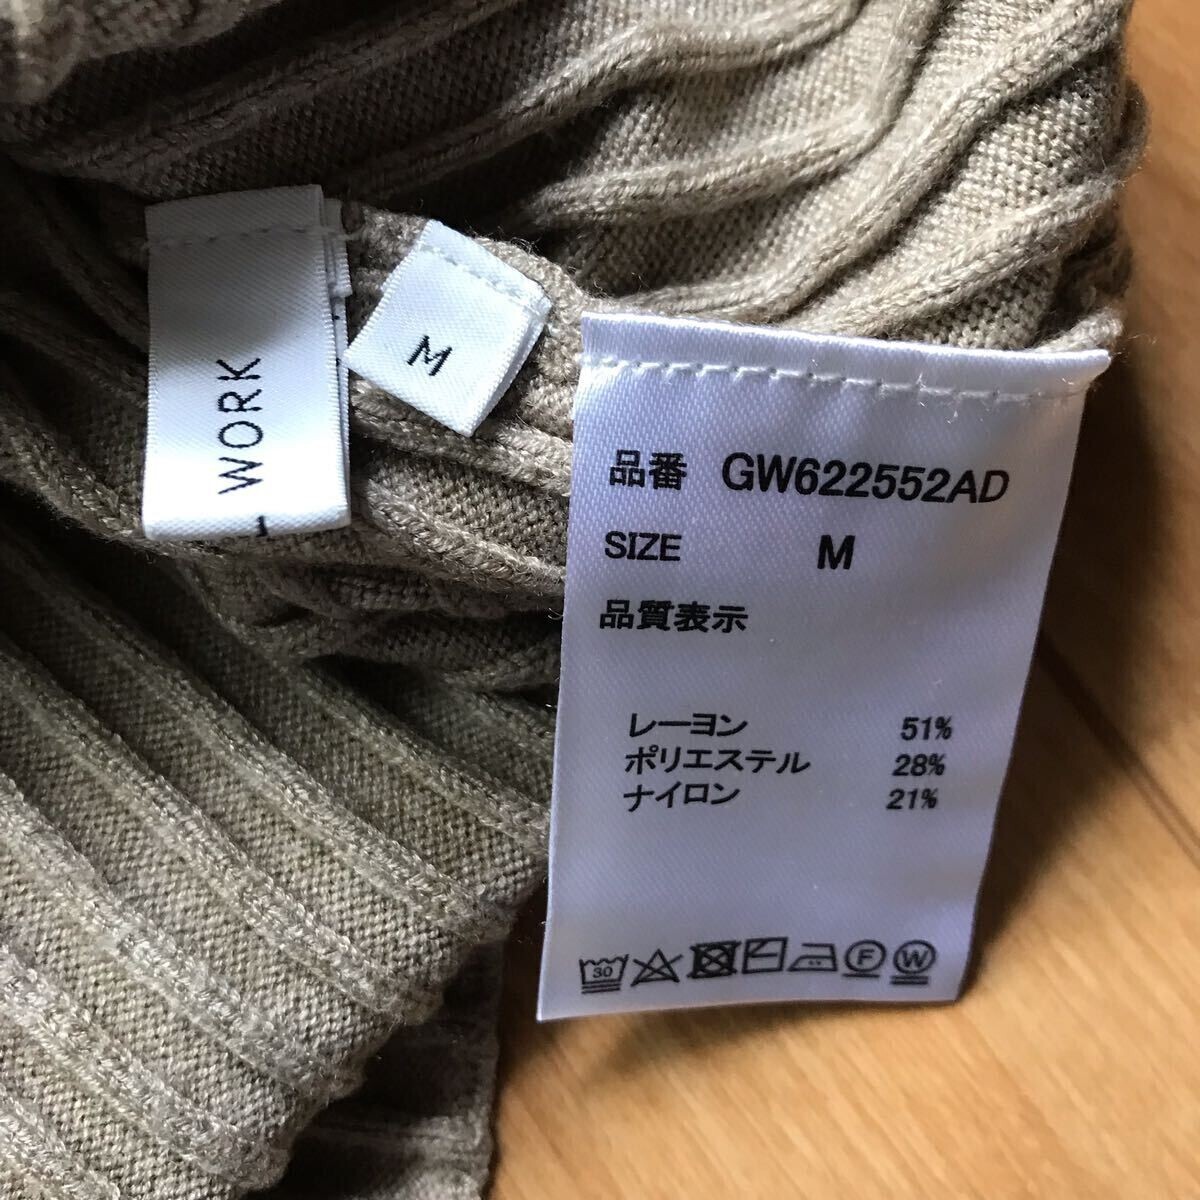 WORK
M
品番 GW622552AD
SIZE M
品質表示
レーヨン 51%
ポリエステル 28%
ナイロン 21%
30 F W